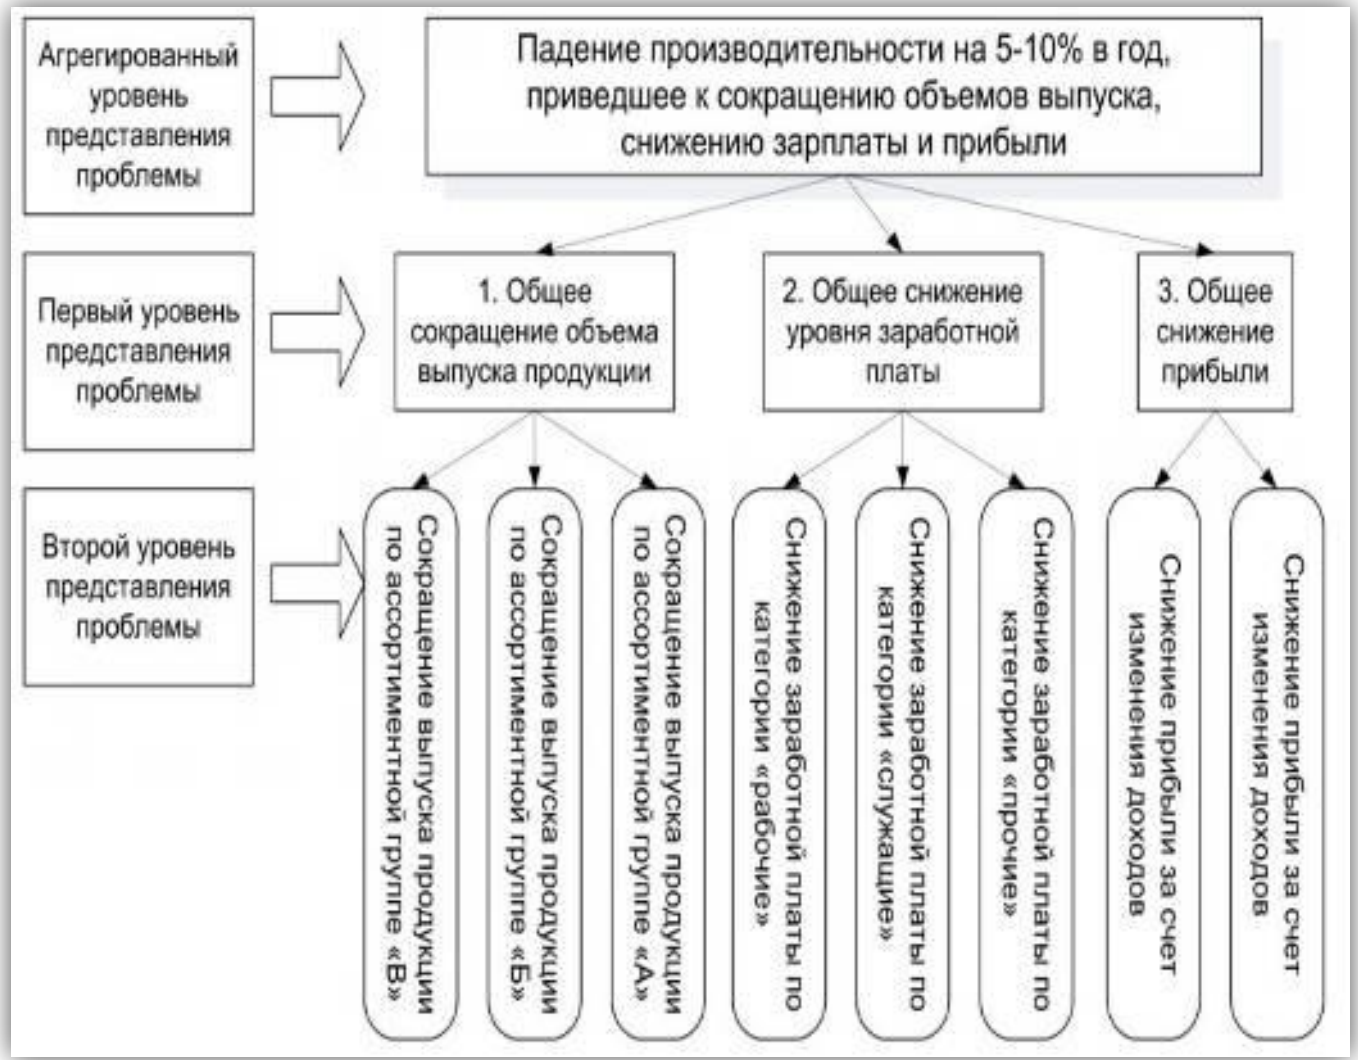 Агрегированный
уровень
представления
проблемы
Падение производительности на 5-10% в год,
приведшее к сокращению объемов выпуска,
снижению зарплаты и прибыли
Первый уровень
представления
проблемы
1. Общее
сокращение объема
выпуска продукции
2. Общее снижение
уровня заработной
платы
3. Общее
снижение
прибыли
Второй уровень
представления
проблемы
Сокращение выпуска продукции
по ассортиментной группе «В»
Сокращение выпуска продукции
по ассортиментной группе «Б»
Сокращение выпуска продукции
по ассортиментной группе «А»
Снижение заработной платы по
категории «рабочие»
Снижение заработной платы по
категории «служащие»
Снижение заработной платы по
категории «прочие»
Снижение прибыли за счет
изменения доходов
Снижение прибыли за счет
изменения доходов